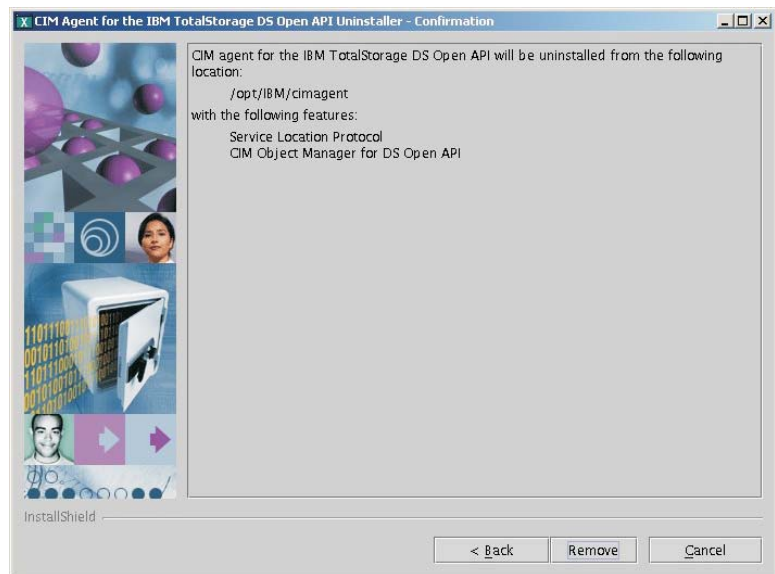 CIM Agent for the IBM TotalStorage DS Open API Uninstaller - Confirmation
CIM agent for the IBM TotalStorage DS Open API will be uninstalled from the following
location:
/opt/IBM/cimagent
with the following features:
Service Location Protocol
CIM Object Manager for DS Open API
InstallShield
< Back
Remove
Cancel